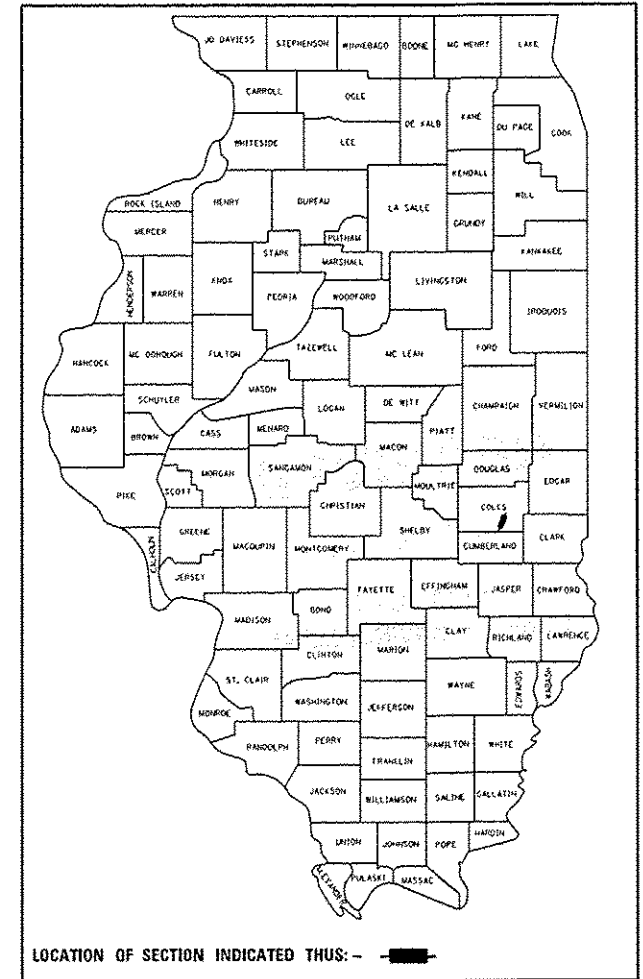 JO DAVIESS STEPHENSON WINNEBAGO BOONE MC HENRY LAKE
CARROLL OGLE DE KALB KANE DU PAGE COOK
WHITESIDE LEE
KENDALL WILL
ROCK ISLAND HENRY BUREAU LA SALLE GRUNDY
MERCER PUTNAM KANKAKEE
STARK MARSHALL
HENDERSON WARREN KNOX PEORIA WOODFORD LIVINGSTON IROQUOIS
HANCOCK MC DONOUGH FULTON TAZEWELL MC LEAN FORD
MASON
SCHUYLER LOGAN DE WITT CHAMPAIGN VERMILION
ADAMS BROWN CASS MENARD MACON PIATT
PIKE SCOTT MORGAN SANGAMON MOULTRIE DOUGLAS EDGAR
CHRISTIAN COLES
GREENE MACOUPIN MONTGOMERY SHELBY CUMBERLAND CLARK
CALHOUN JERSEY FAYETTE EFFINGHAM JASPER CRAWFORD
MADISON BOND CLAY RICHLAND LAWRENCE
CLINTON MARION
ST. CLAIR WAYNE EDWARDS WABASH
MONROE WASHINGTON JEFFERSON
RANDOLPH PERRY HAMILTON WHITE
FRANKLIN
JACKSON WILLIAMSON SALINE GALLATIN
UNION JOHNSON POPE HARDIN
ALEXANDER PULASKI MASSAC
LOCATION OF SECTION INDICATED THUS: -